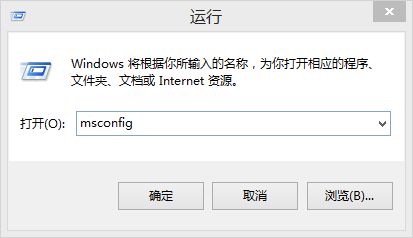 运行
Windows 将根据你所输入的名称，为你打开相应的程序、
文件夹、文档或 Internet 资源。
打开(O): msconfig
确定 取消 浏览(B)...